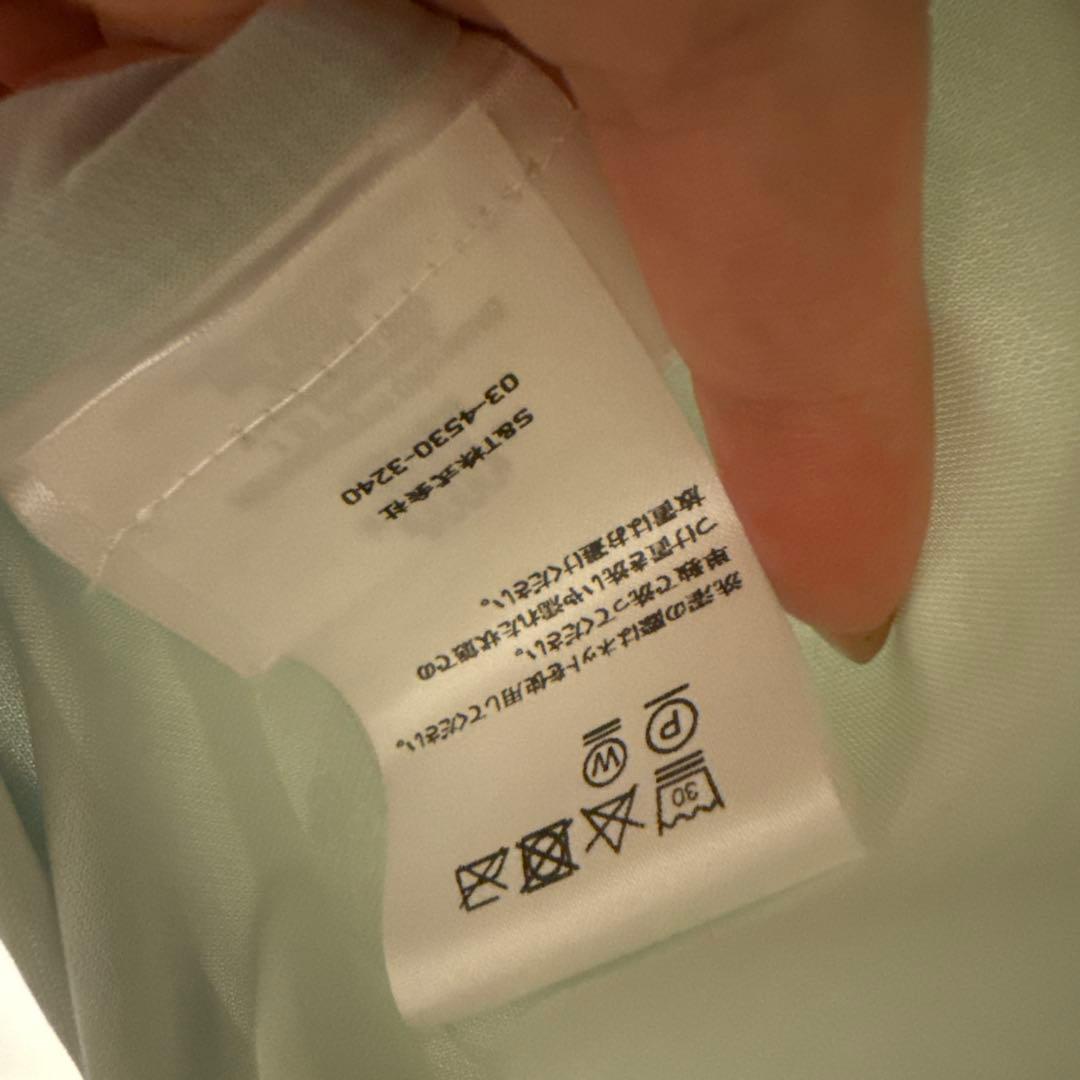 30
P W
洗濯の際はネットを使用してください。
単独で洗ってください。
つけ置き洗いや濡れた状態での
放置はお避けください。
S&T株式会社
03-4530-3240